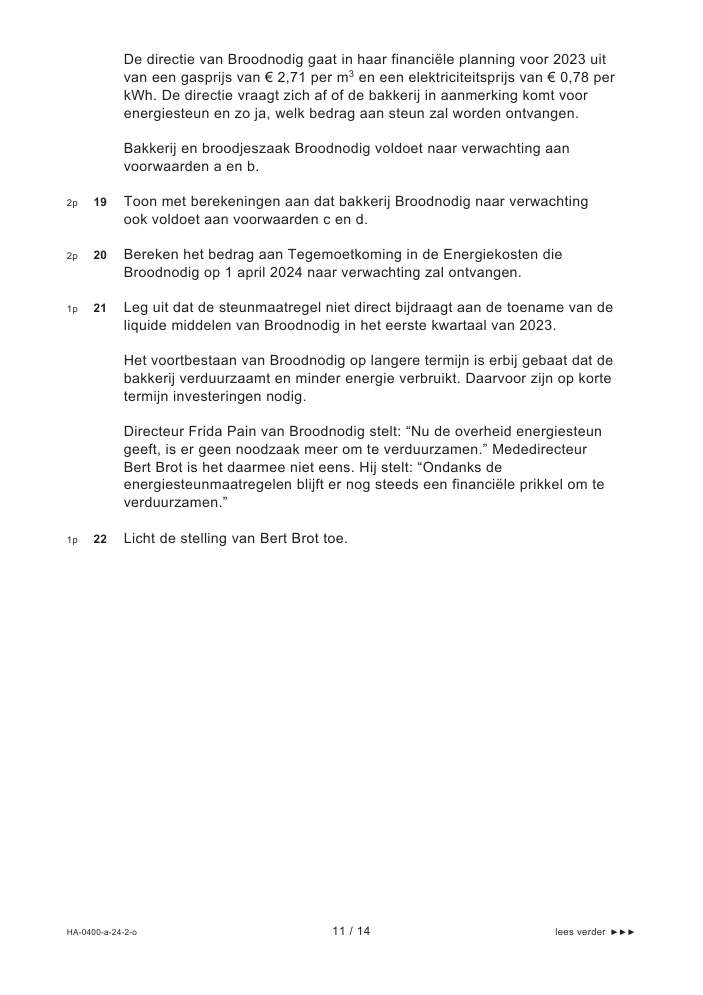 De directie van Broodnodig gaat in haar financiële planning voor 2023 uit
van een gasprijs van € 2,71 per m³ en een elektriciteitsprijs van € 0,78 per
kWh. De directie vraagt zich af of de bakkerij in aanmerking komt voor
energiesteun en zo ja, welk bedrag aan steun zal worden ontvangen.
Bakkerij en broodjeszaak Broodnodig voldoet naar verwachting aan
voorwaarden a en b.
2p 19 Toon met berekeningen aan dat bakkerij Broodnodig naar verwachting
ook voldoet aan voorwaarden c en d.
2p 20 Bereken het bedrag aan Tegemoetkoming in de Energiekosten die
Broodnodig op 1 april 2024 naar verwachting zal ontvangen.
1p 21 Leg uit dat de steunmaatregel niet direct bijdraagt aan de toename van de
liquide middelen van Broodnodig in het eerste kwartaal van 2023.
Het voortbestaan van Broodnodig op langere termijn is erbij gebaat dat de
bakkerij verduurzaamt en minder energie verbruikt. Daarvoor zijn op korte
termijn investeringen nodig.
Directeur Frida Pain van Broodnodig stelt: “Nu de overheid energiesteun
geeft, is er geen noodzaak meer om te verduurzamen.” Mededirecteur
Bert Brot is het daarmee niet eens. Hij stelt: “Ondanks de
energiesteunmaatregelen blijft er nog steeds een financiële prikkel om te
verduurzamen.”
1p 22 Licht de stelling van Bert Brot toe.
HA-0400-a-24-2-o 11 / 14 lees verder ►►►